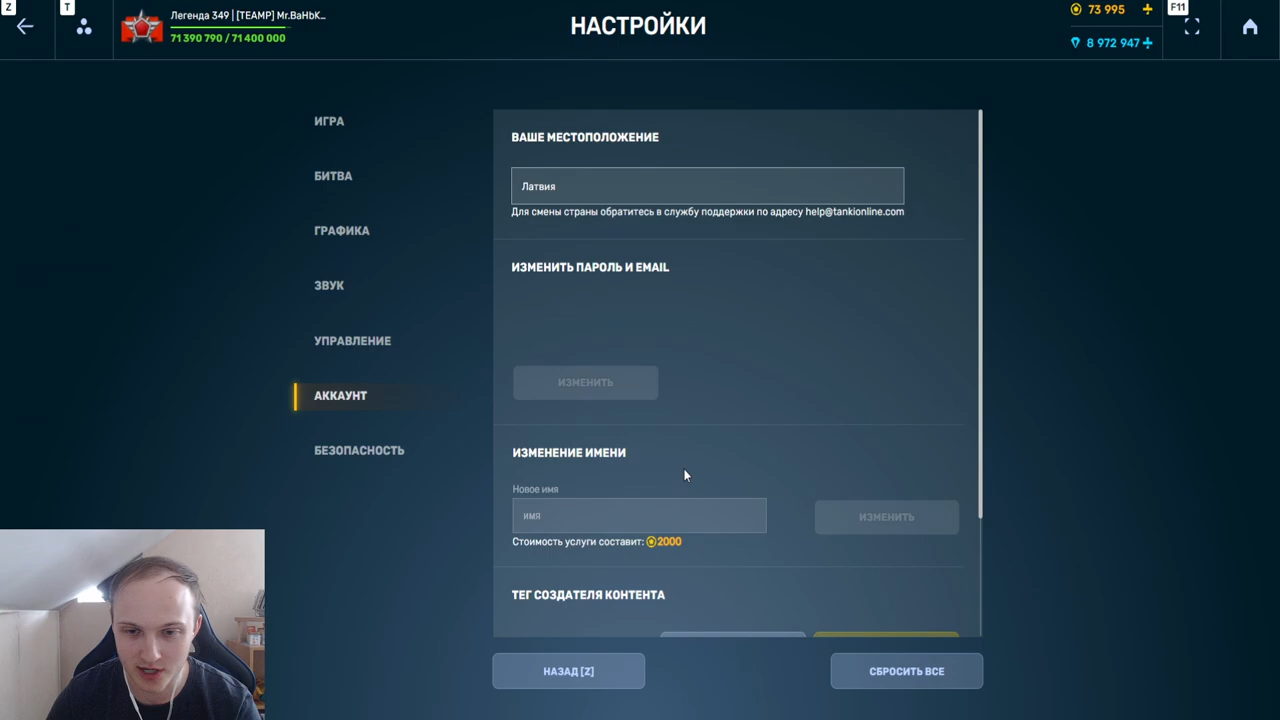 Z
T
Легенда 349 | [TEAMP] Mr.BaHbK...
71 390 790 / 71 400 000
НАСТРОЙКИ
73 995 +
8 972 947 +
F11
ИГРА
БИТВА
ГРАФИКА
ЗВУК
УПРАВЛЕНИЕ
АККАУНТ
БЕЗОПАСНОСТЬ
ВАШЕ МЕСТОПОЛОЖЕНИЕ
Латвия
Для смены страны обратитесь в службу поддержки по адресу help@tankionline.com
ИЗМЕНИТЬ ПАРОЛЬ И EMAIL
ИЗМЕНИТЬ
ИЗМЕНЕНИЕ ИМЕНИ
Новое имя
имя
ИЗМЕНИТЬ
Стоимость услуги составит: 2000
ТЕГ СОЗДАТЕЛЯ КОНТЕНТА
НАЗАД [Z]
СБРОСИТЬ ВСЕ